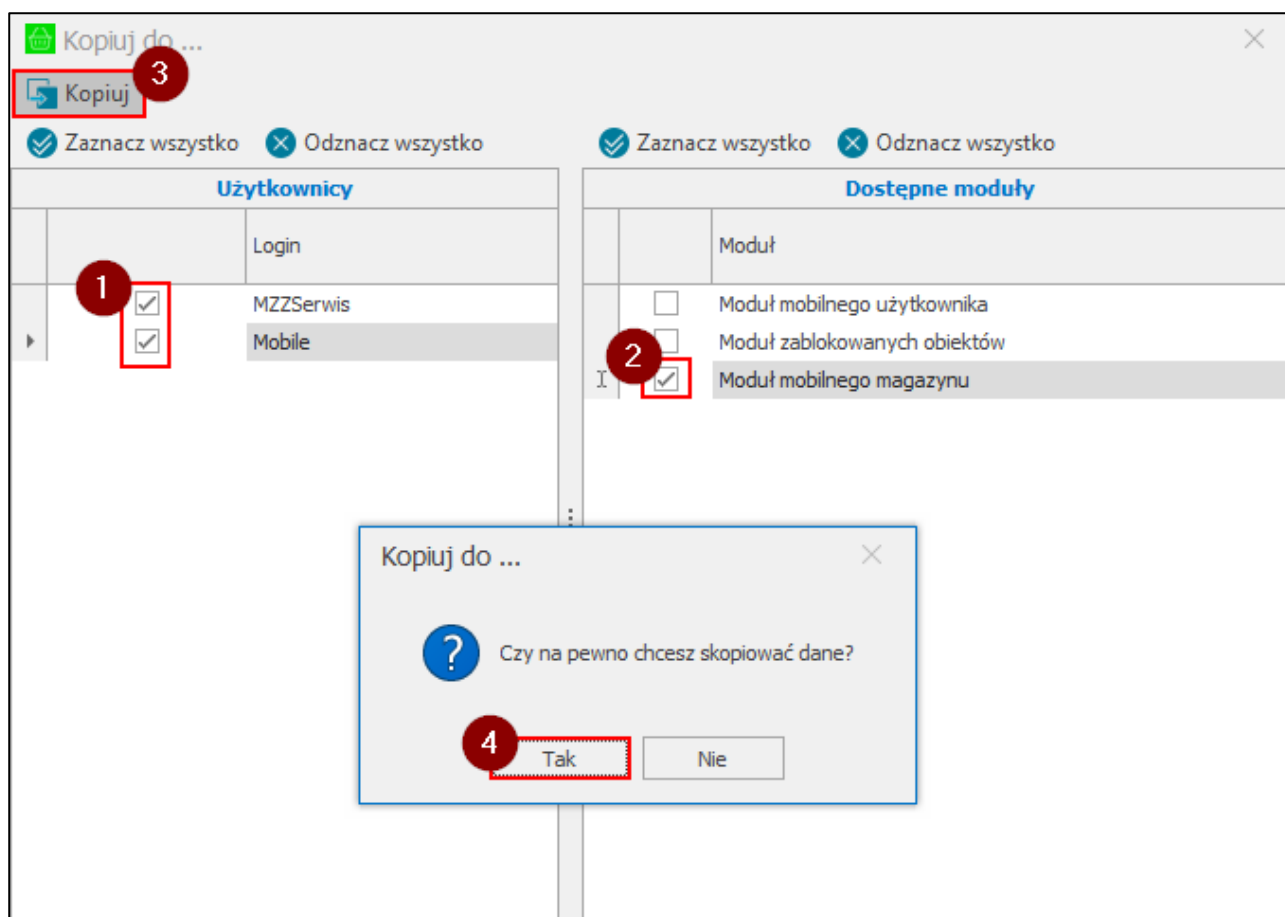 Kopiuj do ...
3
Kopiuj
Zaznacz wszystko Odznacz wszystko Zaznacz wszystko Odznacz wszystko
Użytkownicy Dostępne moduły
Login Moduł
1
MZZSerwis Moduł mobilnego użytkownika
Mobile Moduł zablokowanych obiektów
2
Moduł mobilnego magazynu
Kopiuj do ...
? Czy na pewno chcesz skopiować dane?
4
Tak Nie